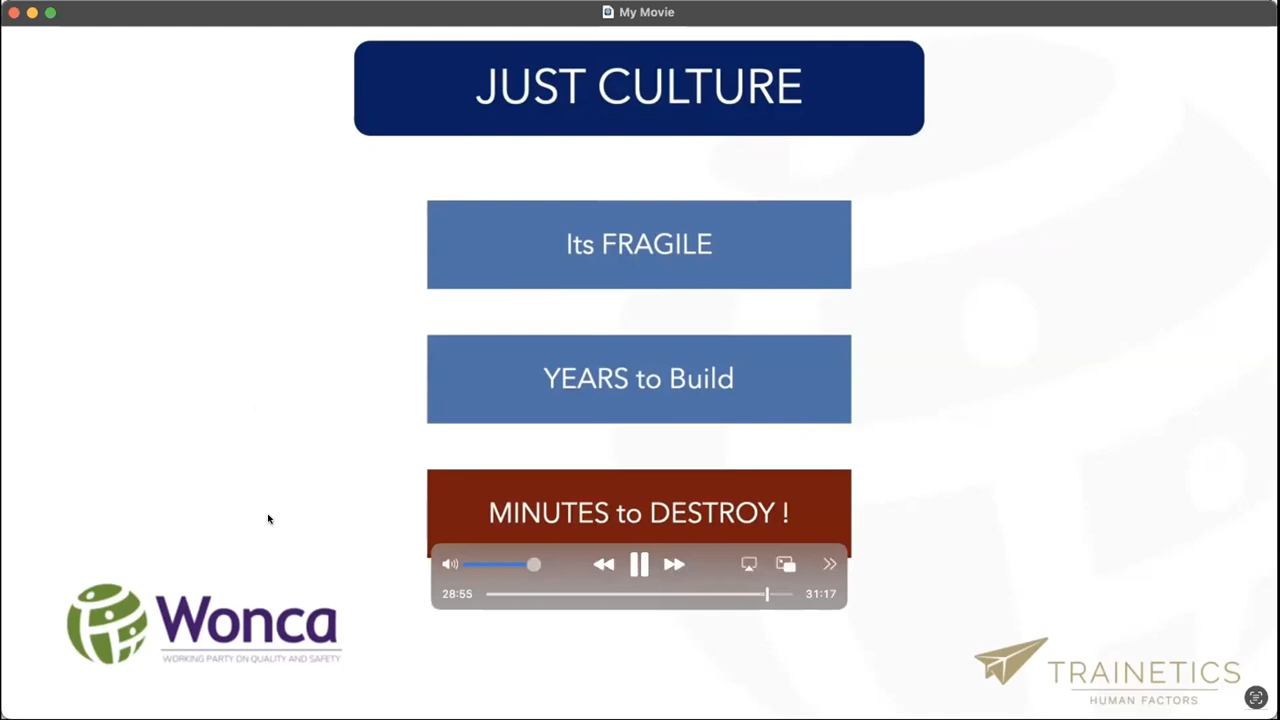 My Movie
JUST CULTURE
Its FRAGILE
YEARS to Build
MINUTES to DESTROY !
28:55
31:17
Wonca
WORKING PARTY ON QUALITY AND SAFETY
TRAINETICS
HUMAN FACTORS